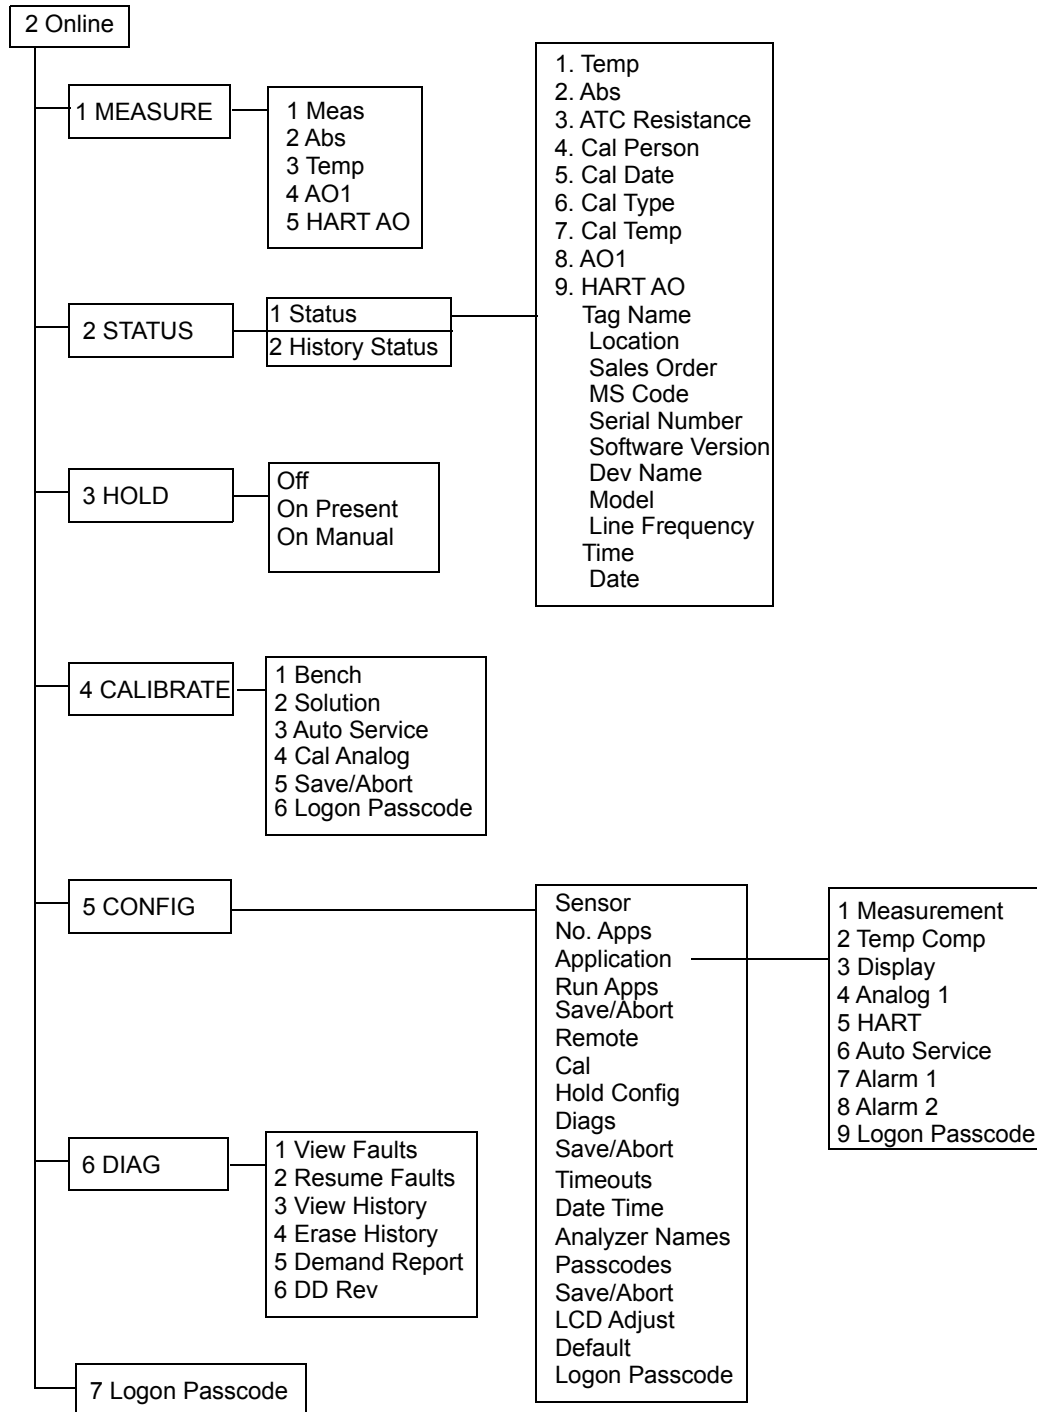 2 Online
1 MEASURE
1 Meas
2 Abs
3 Temp
4 AO1
5 HART AO
2 STATUS
1 Status
2 History Status
1. Temp
2. Abs
3. ATC Resistance
4. Cal Person
5. Cal Date
6. Cal Type
7. Cal Temp
8. AO1
9. HART AO
Tag Name
Location
Sales Order
MS Code
Serial Number
Software Version
Dev Name
Model
Line Frequency
Time
Date
3 HOLD
Off
On Present
On Manual
4 CALIBRATE
1 Bench
2 Solution
3 Auto Service
4 Cal Analog
5 Save/Abort
6 Logon Passcode
5 CONFIG
Sensor
No. Apps
Application
Run Apps
Save/Abort
Remote
Cal
Hold Config
Diags
Save/Abort
Timeouts
Date Time
Analyzer Names
Passcodes
Save/Abort
LCD Adjust
Default
Logon Passcode
1 Measurement
2 Temp Comp
3 Display
4 Analog 1
5 HART
6 Auto Service
7 Alarm 1
8 Alarm 2
9 Logon Passcode
6 DIAG
1 View Faults
2 Resume Faults
3 View History
4 Erase History
5 Demand Report
6 DD Rev
7 Logon Passcode